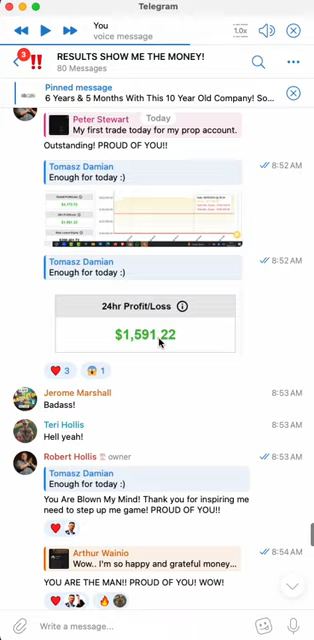 Telegram
You
voice message
1.0x
3
RESULTS SHOW ME THE MONEY!
80 Messages
Pinned message
6 Years & 5 Months With This 10 Year Old Company! So...
Today
Peter Stewart
My first trade today for my prop account.
Outstanding! PROUD OF YOU!!
Tomasz Damian
8:52 AM
Enough for today :)
Tomasz Damian
8:52 AM
Enough for today :)
24hr Profit/Loss
$1,591.22
3
1
Jerome Marshall
8:53 AM
Badass!
Teri Hollis
8:53 AM
Hell yeah!
Robert Hollis
owner
8:53 AM
Tomasz Damian
Enough for today :)
You Are Blown My Mind! Thank you for inspiring me
need to step up me game! PROUD OF YOU!!
Arthur Wainio
8:54 AM
Wow.. I'm so happy and grateful money...
YOU ARE THE MAN!! PROUD OF YOU! WOW!
Write a message...